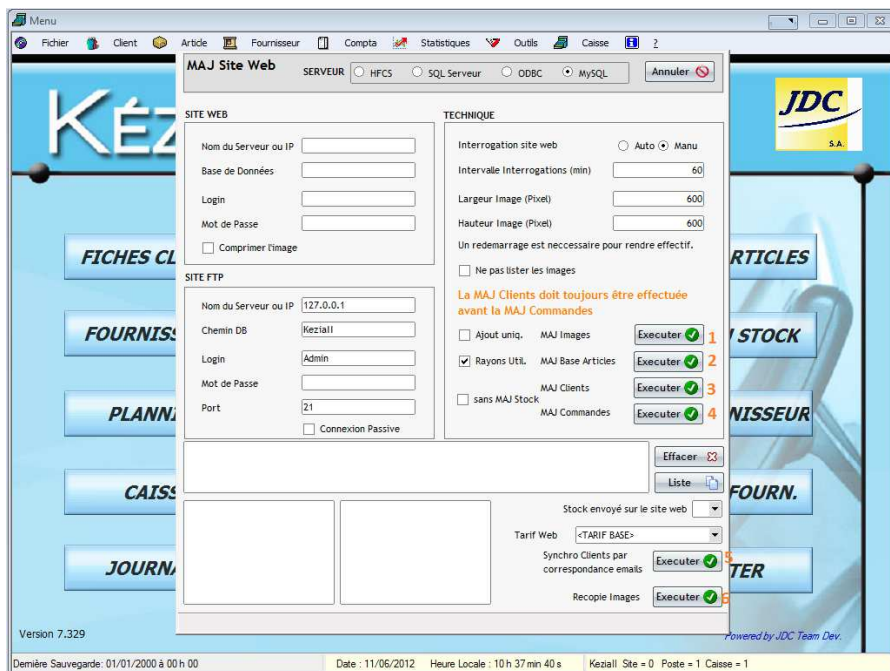 Menu
Fichier Client Article Fournisseur Compta Statistiques Outils Caisse ?
MAJ Site Web
SERVEUR HFCS SQL Serveur ODBC MySQL Annuler
KÉZ
JDC
S.A.
SITE WEB
Nom du Serveur ou IP
Base de Données
Login
Mot de Passe
Comprimer l'image
TECHNIQUE
Interrogation site web Auto Manu
Intervalle Interrogations (min) 60
Largeur Image (Pixel) 600
Hauteur Image (Pixel) 600
Un redemarrage est neccessaire pour rendre effectif.
Ne pas lister les images
La MAJ Clients doit toujours être effectuée
avant la MAJ Commandes
Ajout uniq. MAJ Images Executer 1
Rayons Util. MAJ Base Articles Executer 2
MAJ Clients Executer 3
sans MAJ Stock
MAJ Commandes Executer 4
SITE FTP
Nom du Serveur ou IP 127.0.0.1
Chemin DB KeziaII
Login Admin
Mot de Passe
Port 21
Connexion Passive
Effacer
Liste
Stock envoyé sur le site web
Tarif Web <TARIF BASE>
Synchro Clients par
correspondance emails Executer 5
Recopie Images Executer 6
FICHES CL
FOURNISS
PLANN
CAISS
JOURN
RTICLES
STOCK
NISSEUR
FOURN.
TER
Version 7.329
Powered by JDC Team Dev.
Dernière Sauvegarde: 01/01/2000 à 00 h 00 Date : 11/06/2012 Heure Locale : 10 h 37 min 40 s KeziaII Site = 0 Poste = 1 Caisse = 1